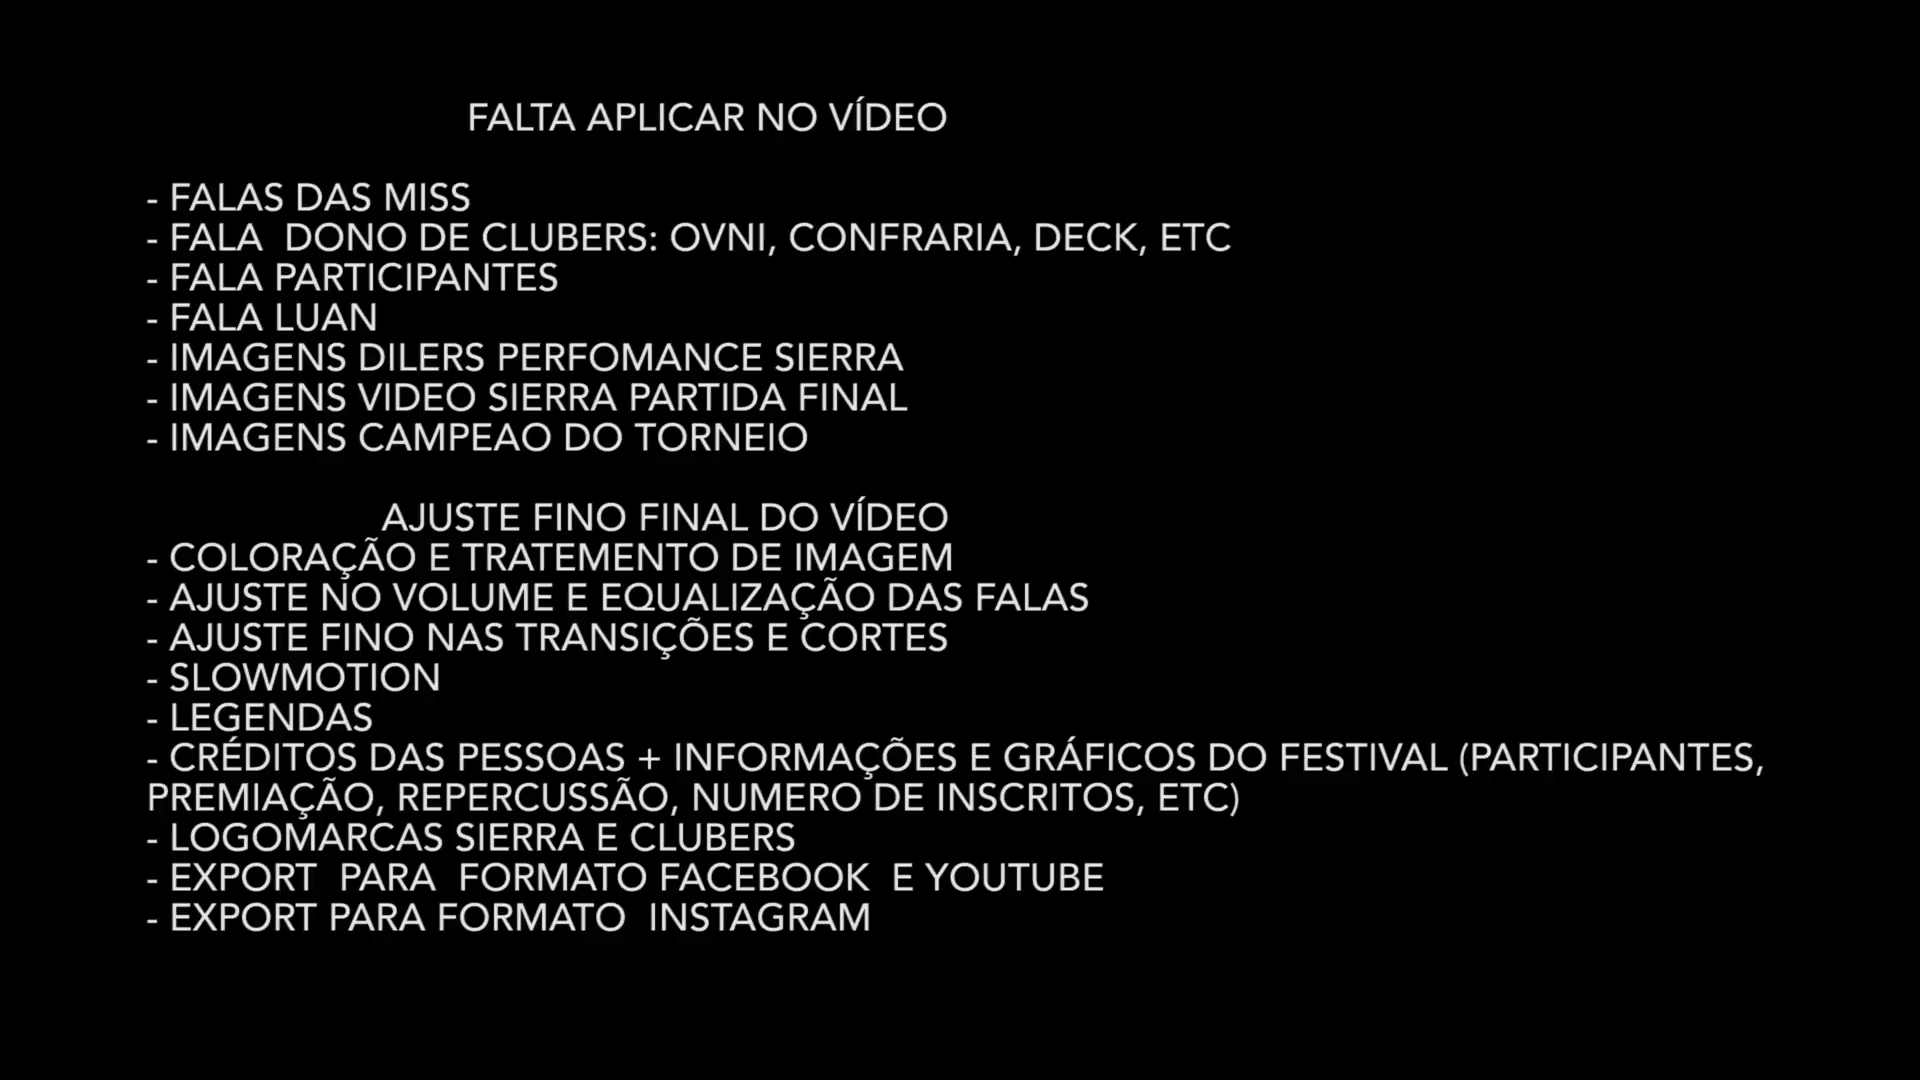 FALTA APLICAR NO VÍDEO
- FALAS DAS MISS
- FALA  DONO DE CLUBERS: OVNI, CONFRARIA, DECK, ETC
- FALA PARTICIPANTES
- FALA LUAN
- IMAGENS DILERS PERFOMANCE SIERRA
- IMAGENS VIDEO SIERRA PARTIDA FINAL
- IMAGENS CAMPEAO DO TORNEIO
AJUSTE FINO FINAL DO VÍDEO
- COLORAÇÃO E TRATEMENTO DE IMAGEM
- AJUSTE NO VOLUME E EQUALIZAÇÃO DAS FALAS
- AJUSTE FINO NAS TRANSIÇÕES E CORTES
- SLOWMOTION
- LEGENDAS
- CRÉDITOS DAS PESSOAS + INFORMAÇÕES E GRÁFICOS DO FESTIVAL (PARTICIPANTES,
PREMIAÇÃO, REPERCUSSÃO, NUMERO DE INSCRITOS, ETC)
- LOGOMARCAS SIERRA E CLUBERS
- EXPORT  PARA  FORMATO FACEBOOK  E YOUTUBE
- EXPORT PARA FORMATO  INSTAGRAM